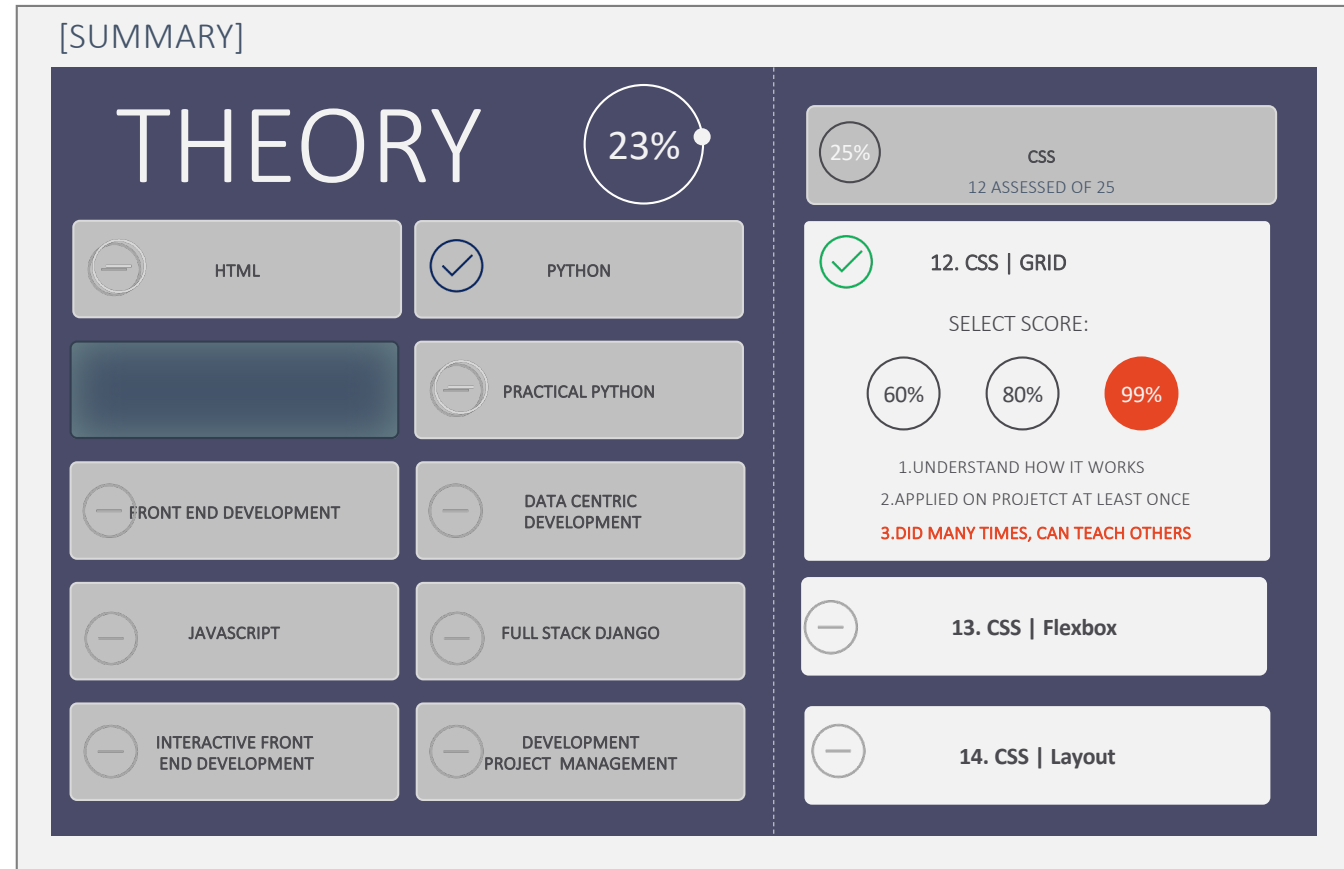 [SUMMARY]
THEORY
23%
HTML
PYTHON
PRACTICAL PYTHON
FRONT END DEVELOPMENT
DATA CENTRIC
DEVELOPMENT
JAVASCRIPT
FULL STACK DJANGO
INTERACTIVE FRONT
END DEVELOPMENT
DEVELOPMENT
PROJECT MANAGEMENT
25%
CSS
12 ASSESSED OF 25
12. CSS | GRID
SELECT SCORE:
60%
80%
99%
1.UNDERSTAND HOW IT WORKS
2.APPLIED ON PROJETCT AT LEAST ONCE
3.DID MANY TIMES, CAN TEACH OTHERS
13. CSS | Flexbox
14. CSS | Layout